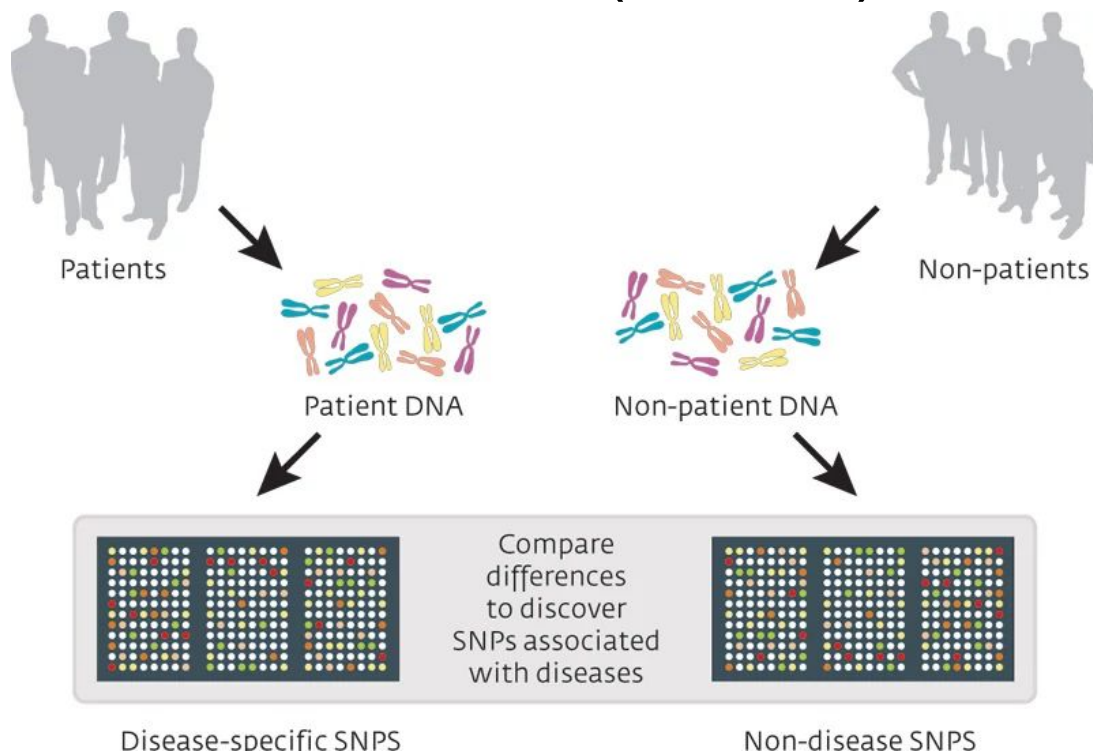 Patients
Non-patients
Patient DNA
Non-patient DNA
Compare
differences
to discover
SNPs associated
with diseases
Disease-specific SNPS
Non-disease SNPS